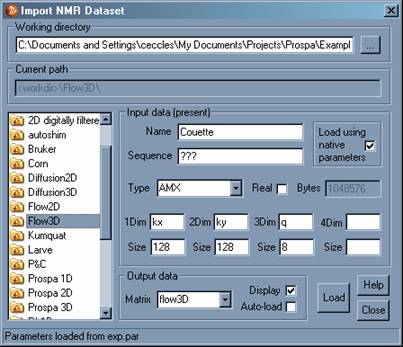 Import NMR Dataset
Working directory
C:\Documents and Settings\ceccles\My Documents\Projects\Prospa\Exampl
...
Current path
<workdir>\Flow3D\
2D digitally filtere
autoshim
Bruker
Corn
Diffusion2D
Diffusion3D
Flow2D
Flow3D
Kumquat
Larve
P&C
Prospa 1D
Prospa 2D
Prospa 3D
Input data (present)
Name Couette
Sequence ???
Load using native parameters
Type AMX Real Bytes 1048576
1Dim kx 2Dim ky 3Dim q 4Dim
Size 128 Size 128 Size 8 Size
Output data
Matrix flow3D Display
Auto-load
Load
Help
Close
Parameters loaded from exp.par